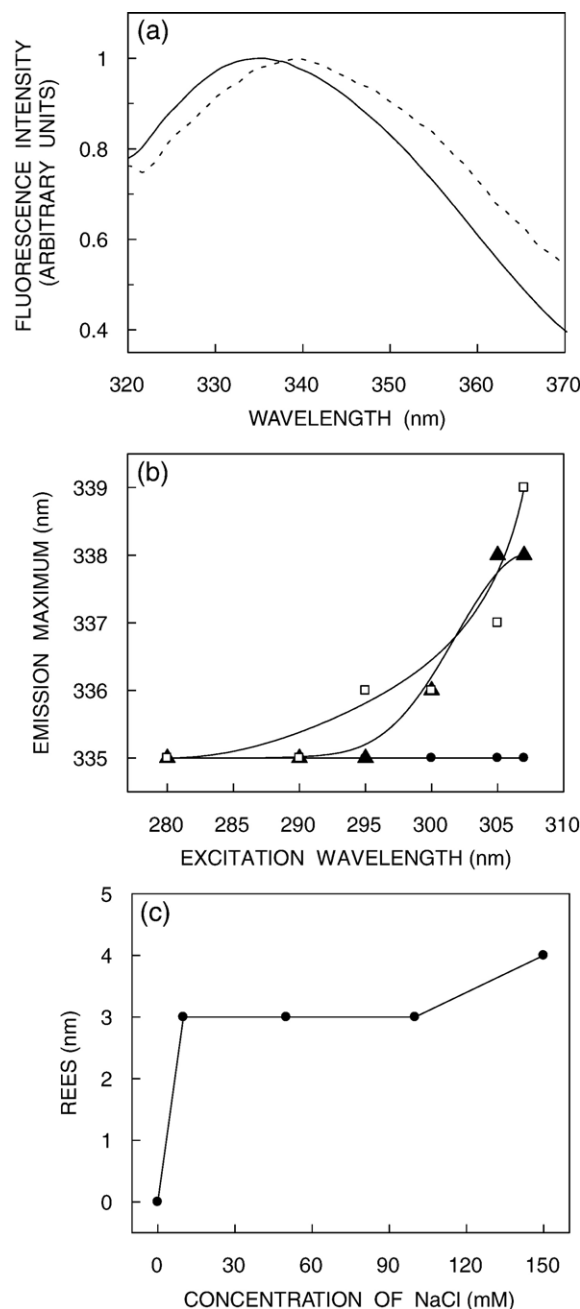 (a)
FLUORESCENCE INTENSITY
(ARBITRARY UNITS)
1
0.8
0.6
0.4
320 330 340 350 360 370
WAVELENGTH (nm)
(b)
EMISSION MAXIMUM (nm)
339
338
337
336
335
280 285 290 295 300 305 310
EXCITATION WAVELENGTH (nm)
(c)
REES (nm)
5
4
3
2
1
0
0 30 60 90 120 150
CONCENTRATION OF NaCl (mM)